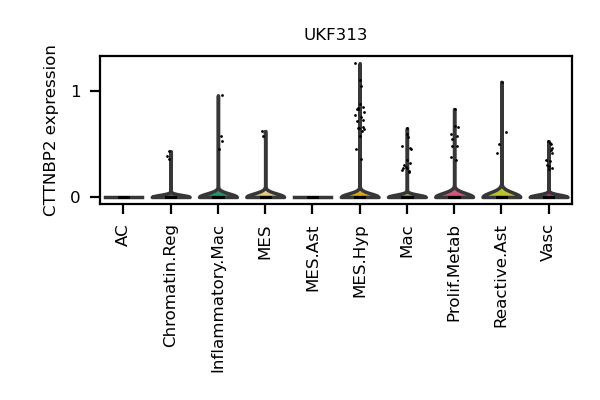 UKF313
CTTNBP2 expression
1
0
AC
Chromatin.Reg
Inflammatory.Mac
MES
MES.Ast
MES.Hyp
Mac
Prolif.Metab
Reactive.Ast
Vasc